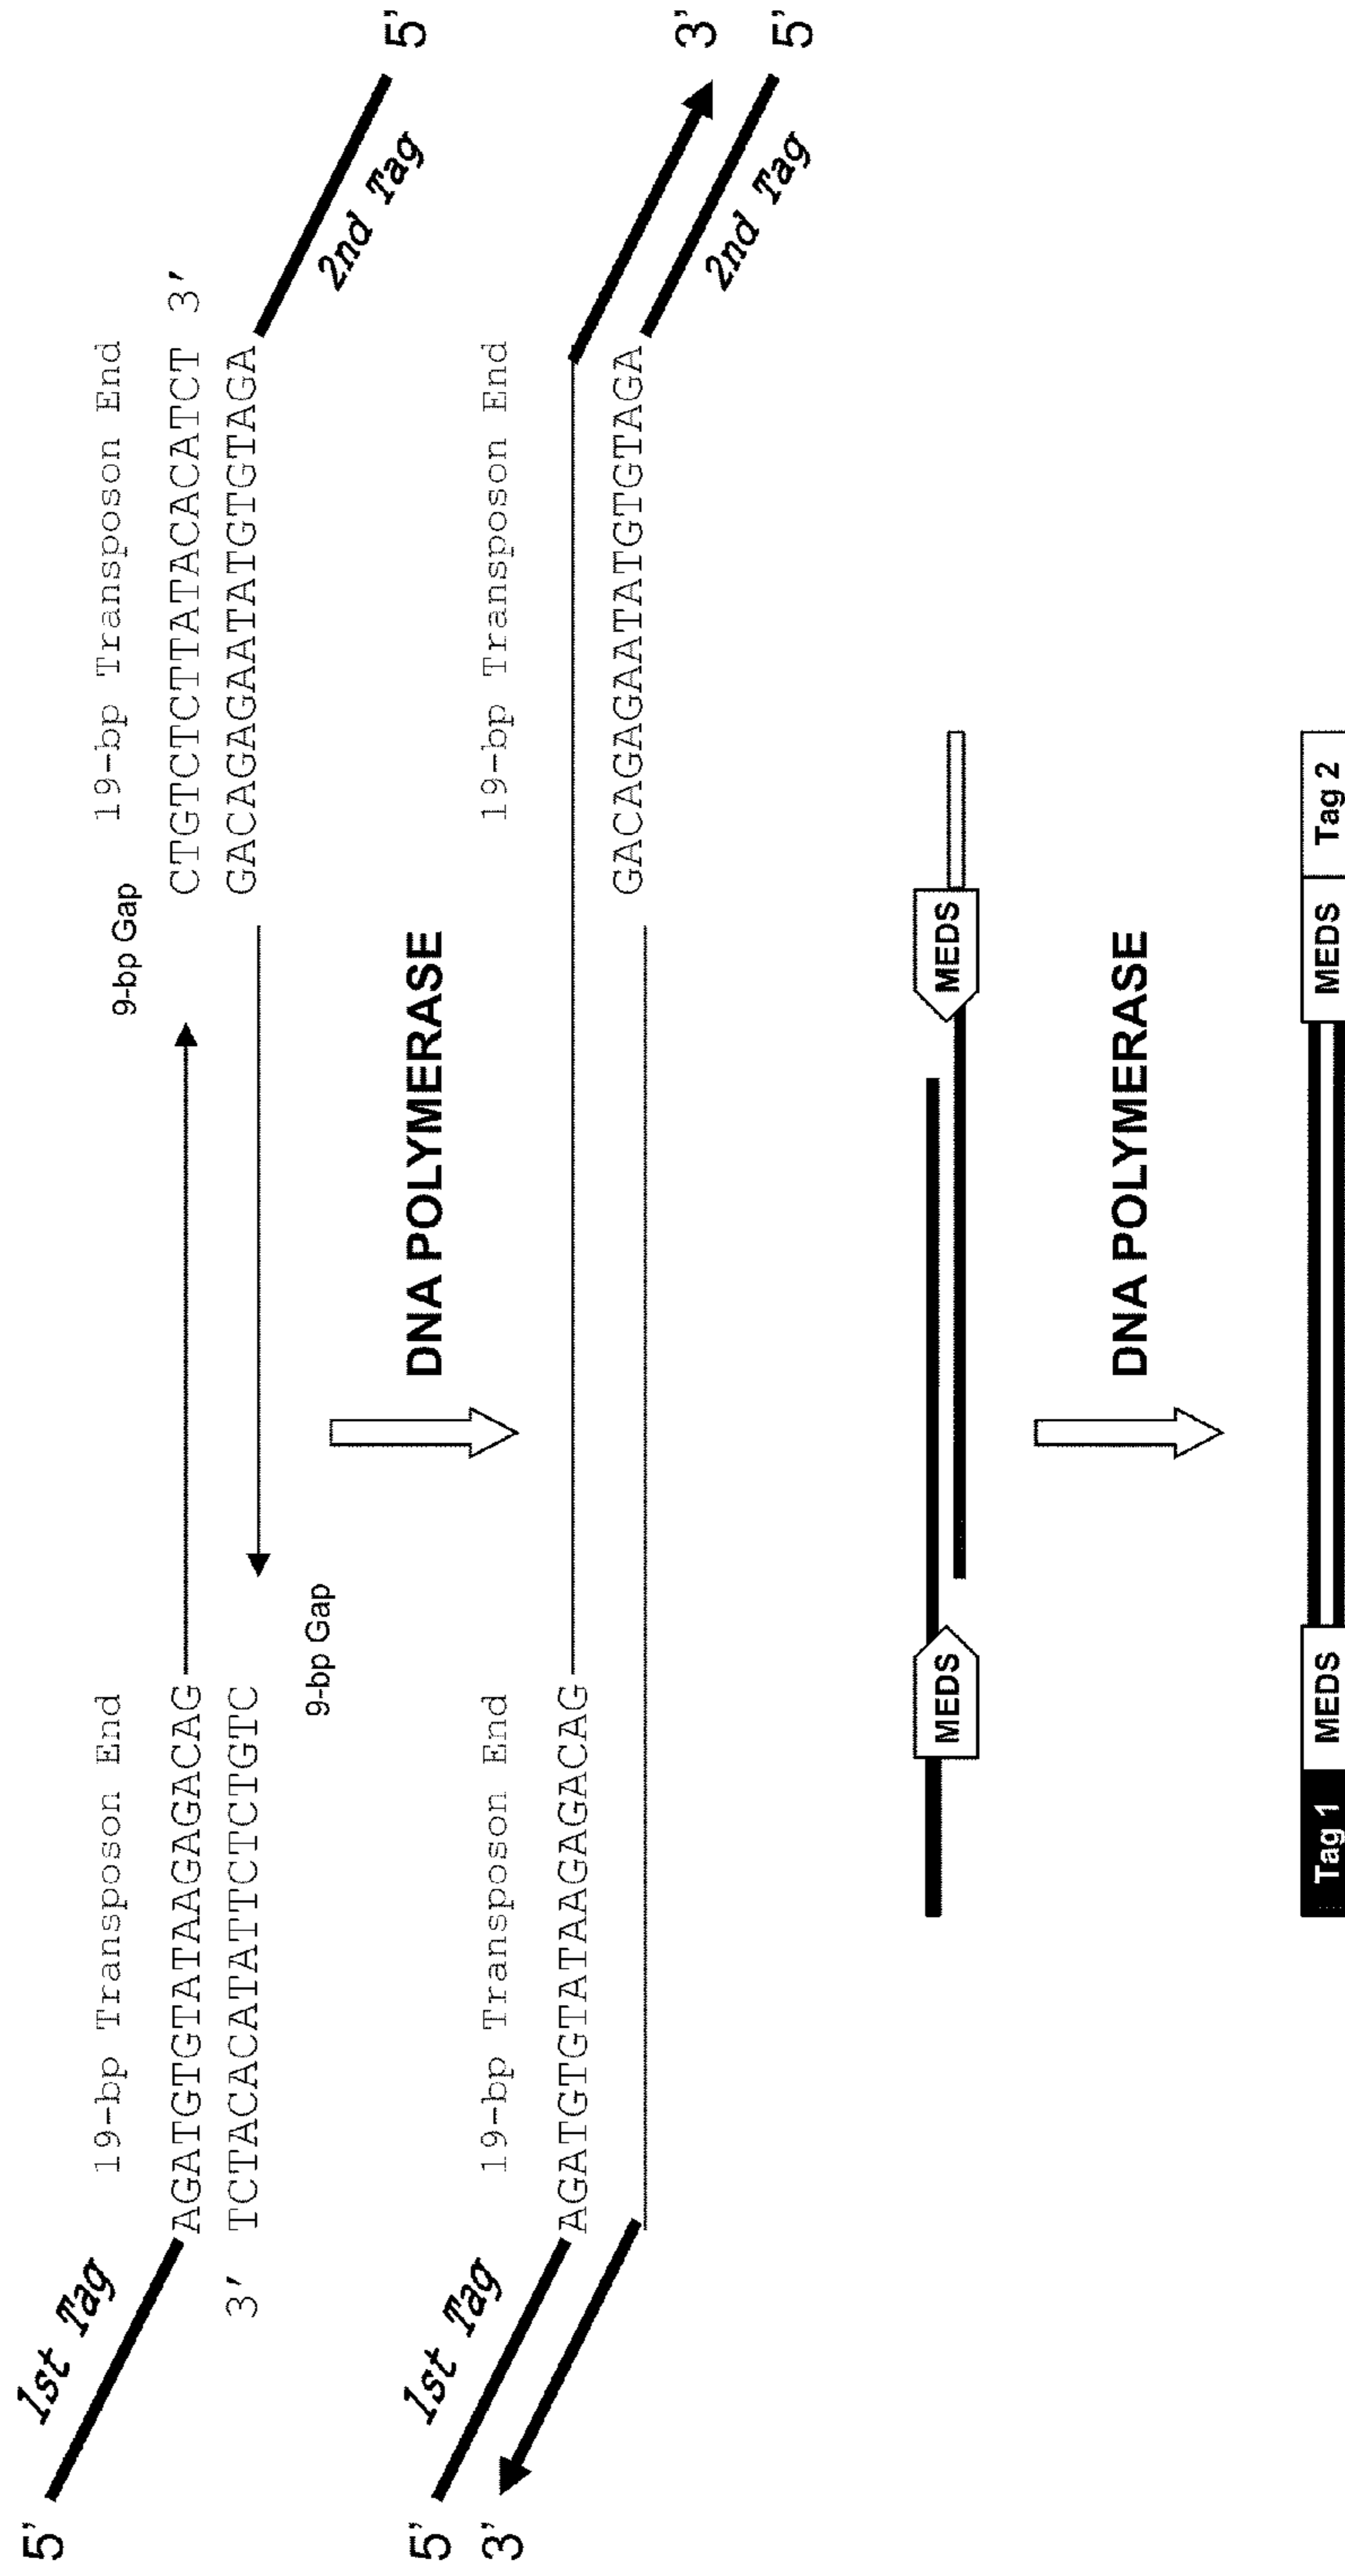 5' 1st Tag 19-bp Transposon End 9-bp Gap 19-bp Transposon End
AGATGTGTATAAGAGACAG CTGTCTCTTATACACATCT 3'
3' TCTACACATATTCTCTGTC GACAGAGAATATGTGTAGA
9-bp Gap 2nd Tag 5'
DNA POLYMERASE
5' 1st Tag 19-bp Transposon End 19-bp Transposon End
AGATGTGTATAAGAGACAG
3' GACAGAGAATATGTGTAGA 3'
2nd Tag 5'
MEDS MEDS
DNA POLYMERASE
Tag 1 MEDS MEDS Tag 2